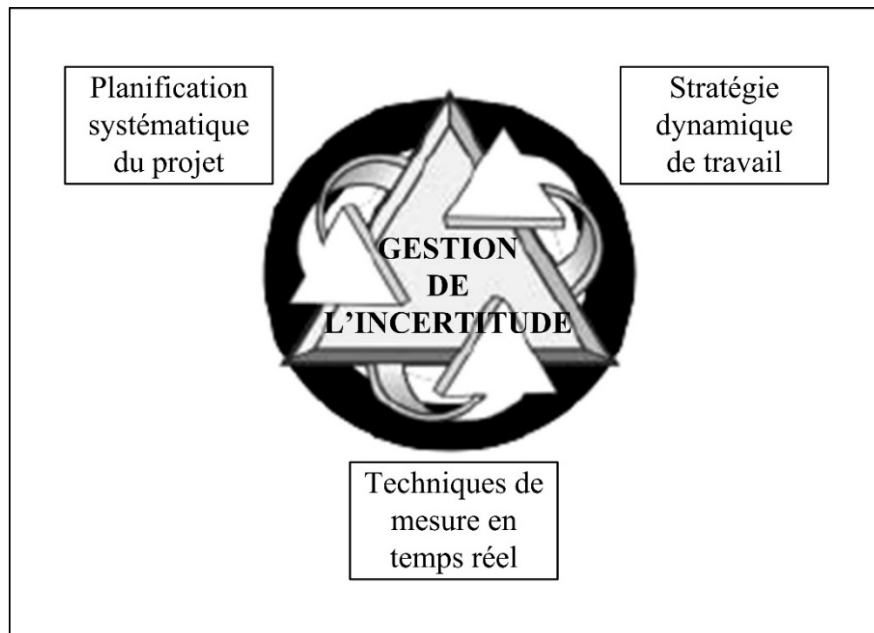 Planification
systématique
du projet
Stratégie
dynamique
de travail
GESTION
DE
L'INCERTITUDE
Techniques de
mesure en
temps réel